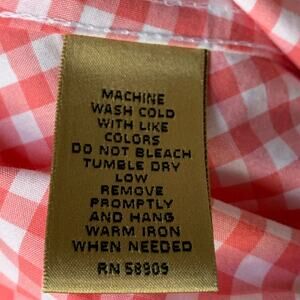 MACHINE
WASH COLD
WITH LIKE
COLORS
DO NOT BLEACH
TUMBLE DRY
LOW
REMOVE
PROMPTLY
AND HANG
WARM IRON
WHEN NEEDED
RN 58909